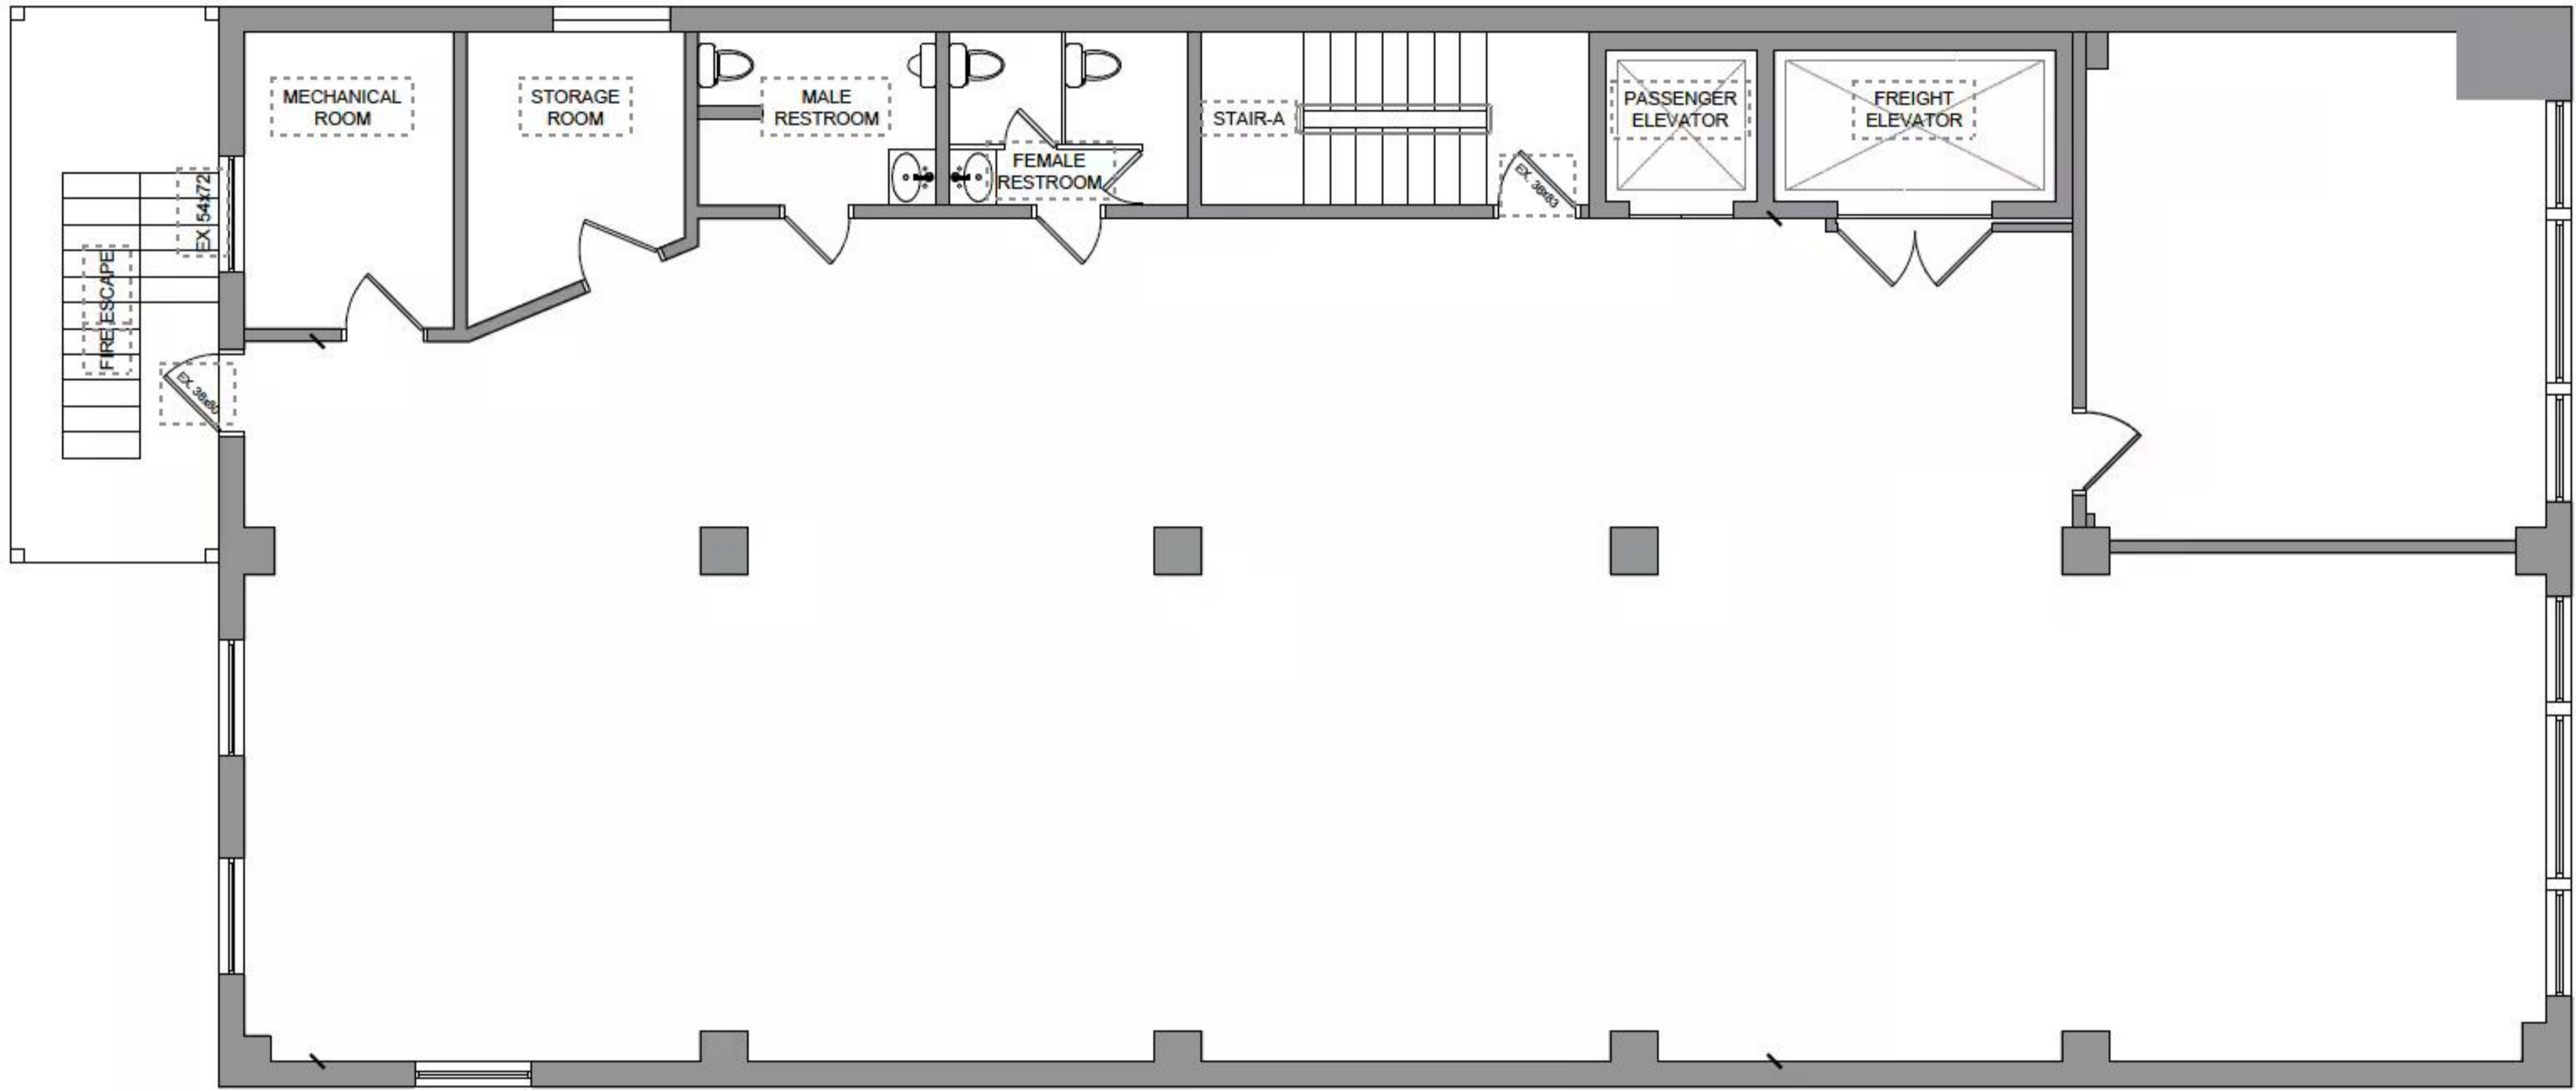 MECHANICAL
ROOM
STORAGE
ROOM
MALE
RESTROOM
FEMALE
RESTROOM
STAIR-A
PASSENGER
ELEVATOR
FREIGHT
ELEVATOR
EX. 54x72
FIRE ESCAPE
EX. 36x80
EX. 36x83